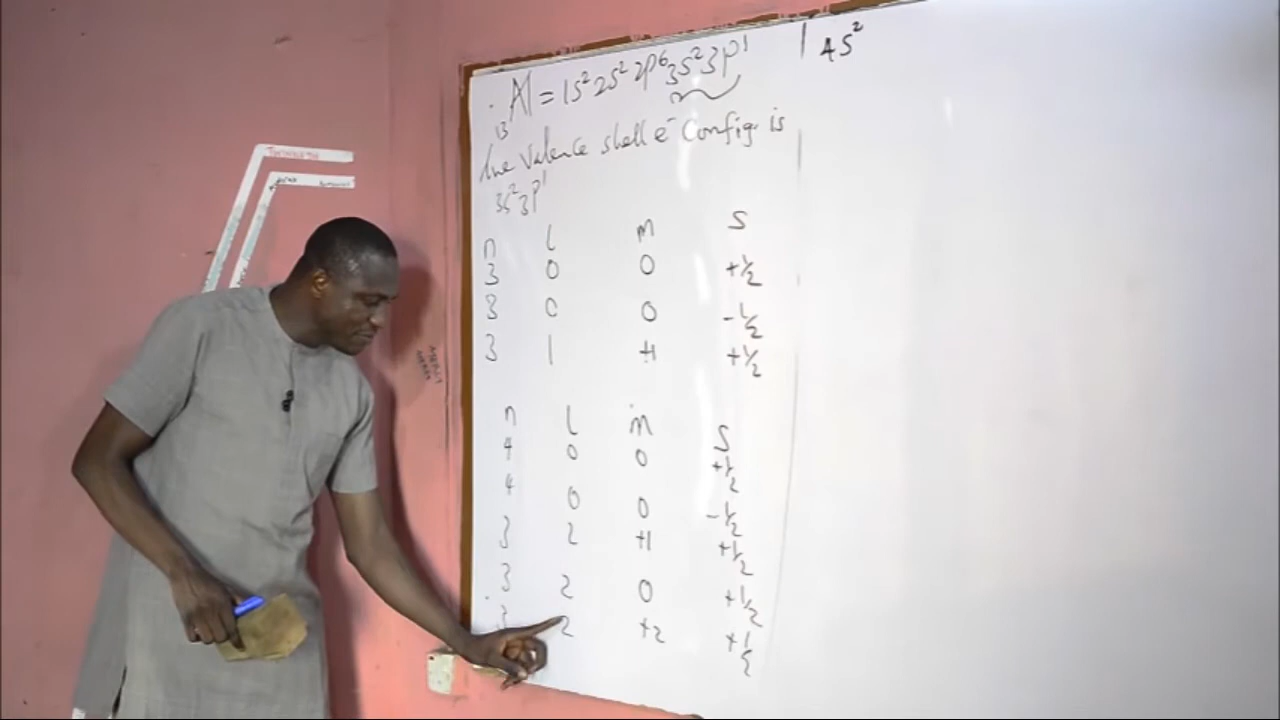 13Al = 1s² 2s² 2p⁶ 3s² 3p¹
The Valence shell e⁻ Config. is
3s² 3p¹
n l m s
3 0 0 +½
3 0 0 -½
3 1 +1 +½
n l m s
4 0 0 +½
4 0 0 -½
3 2 +1 +½
3 2 0 +½
3 2 +2 +½
4s²